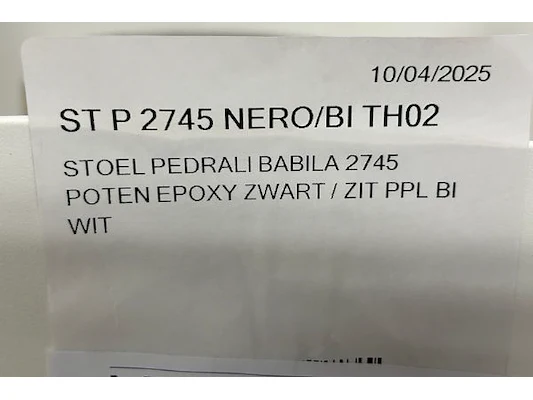 10/04/2025
ST P 2745 NERO/BI TH02
STOEL PEDRALI BABILA 2745
POTEN EPOXY ZWART / ZIT PPL BI
WIT